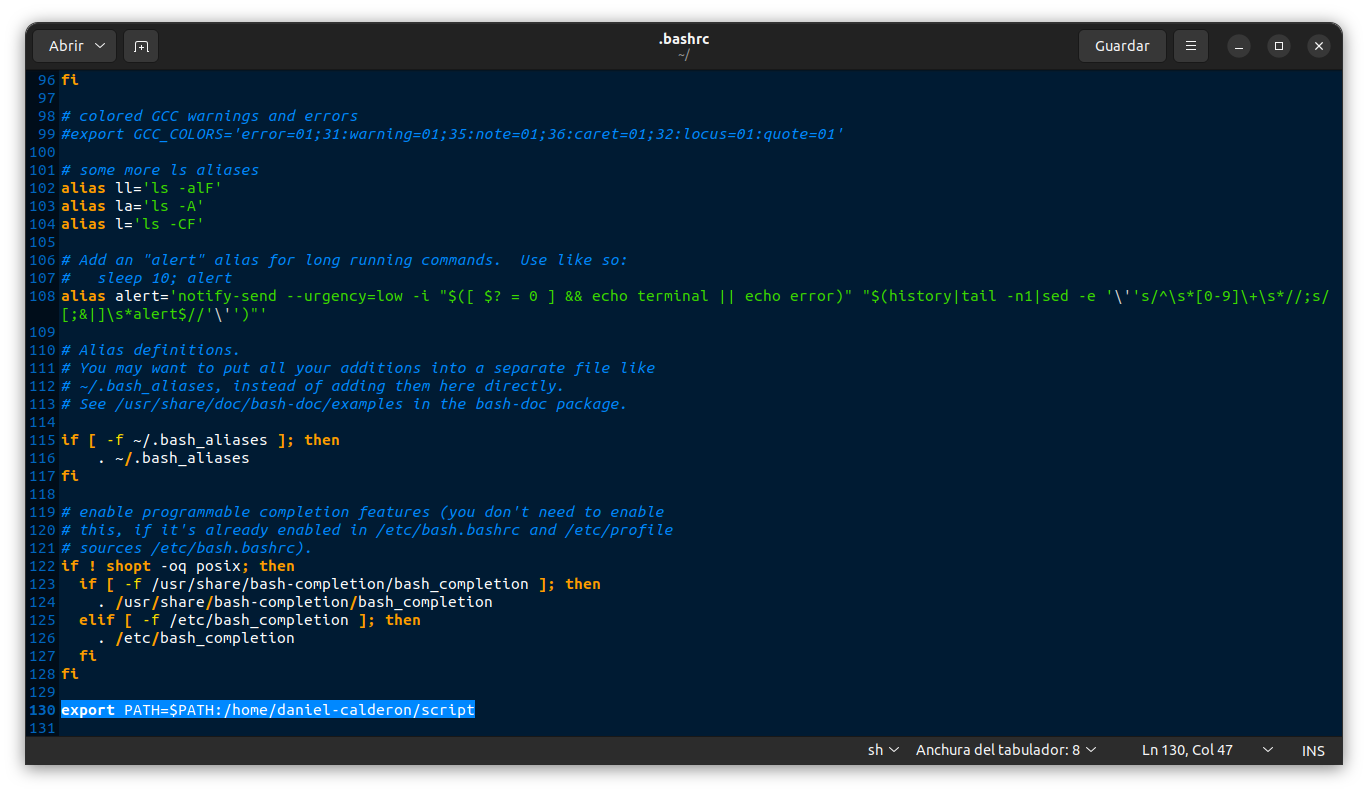 Abrir
.bashrc
~/
Guardar
96 fi
97
98 # colored GCC warnings and errors
99 #export GCC_COLORS='error=01;31:warning=01;35:note=01;36:caret=01;32:locus=01:quote=01'
100
101 # some more ls aliases
102 alias ll='ls -alF'
103 alias la='ls -A'
104 alias l='ls -CF'
105
106 # Add an "alert" alias for long running commands.  Use like so:
107 #   sleep 10; alert
108 alias alert='notify-send --urgency=low -i "$([ $? = 0 ] && echo terminal || echo error)" "$(history|tail -n1|sed -e '\''s/^\s*[0-9]\+\s*//;s/
[;&|]\s*alert$//'\'')"'
109
110 # Alias definitions.
111 # You may want to put all your additions into a separate file like
112 # ~/.bash_aliases, instead of adding them here directly.
113 # See /usr/share/doc/bash-doc/examples in the bash-doc package.
114
115 if [ -f ~/.bash_aliases ]; then
116     . ~/.bash_aliases
117 fi
118
119 # enable programmable completion features (you don't need to enable
120 # this, if it's already enabled in /etc/bash.bashrc and /etc/profile
121 # sources /etc/bash.bashrc).
122 if ! shopt -oq posix; then
123   if [ -f /usr/share/bash-completion/bash_completion ]; then
124     . /usr/share/bash-completion/bash_completion
125   elif [ -f /etc/bash_completion ]; then
126     . /etc/bash_completion
127   fi
128 fi
129
130 export PATH=$PATH:/home/daniel-calderon/script
131
sh Anchura del tabulador: 8 Ln 130, Col 47 INS